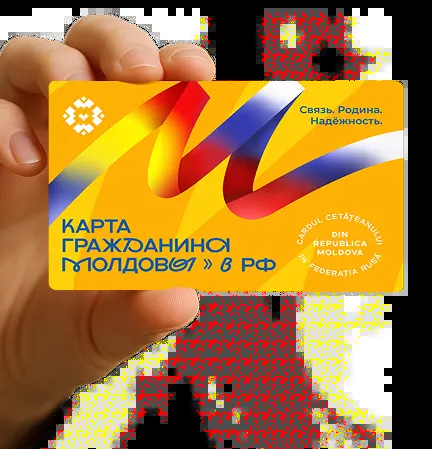 Связь. Родина.
Надёжность.
КАРТА
ГРАЖДАНИНА
МОЛДОВЫ » в РФ
CARDUL CETĂȚEANULUI
DIN
REPUBLICA
MOLDOVA
ÎN FEDERAȚIA RUSĂ